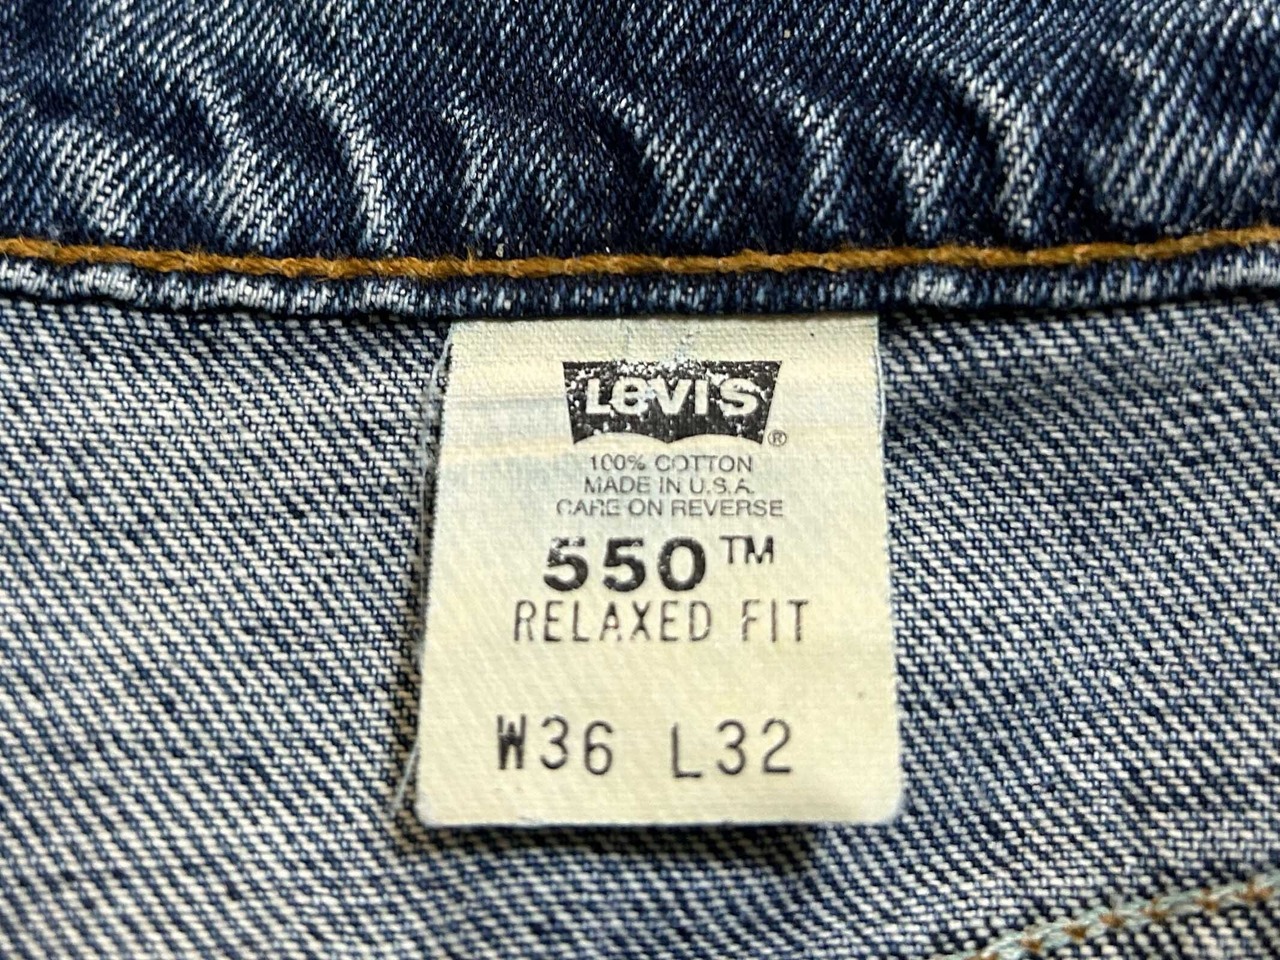 LeVI'S ®
100% COTTON
MADE IN U.S.A.
CARE ON REVERSE
550™
RELAXED FIT
W36 L32